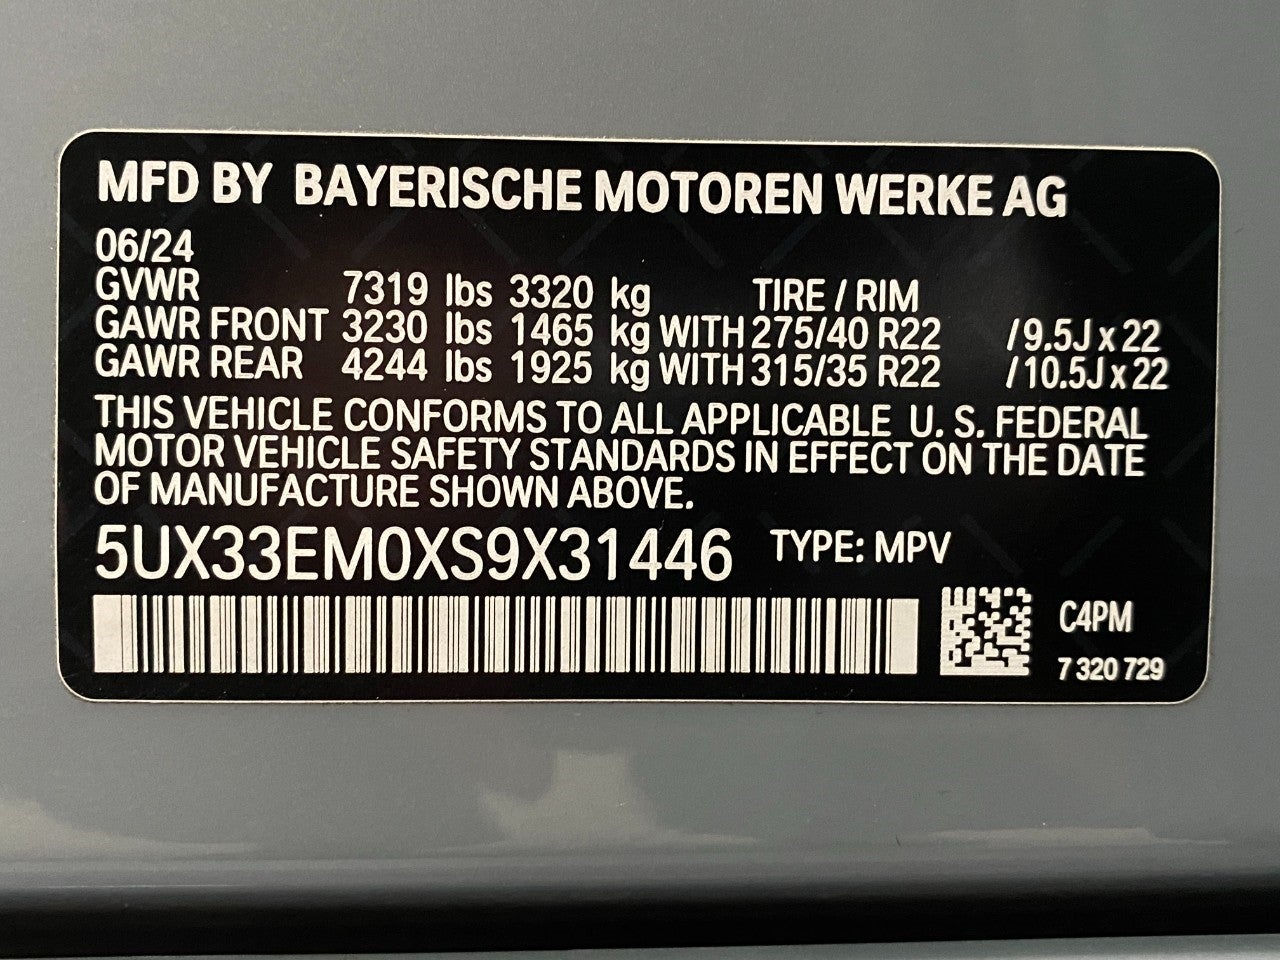 MFD BY BAYERISCHE MOTOREN WERKE AG
06/24
GVWR 7319 lbs 3320 kg TIRE / RIM
GAWR FRONT 3230 lbs 1465 kg WITH 275/40 R22 /9.5J x 22
GAWR REAR 4244 lbs 1925 kg WITH 315/35 R22 /10.5J x 22
THIS VEHICLE CONFORMS TO ALL APPLICABLE U. S. FEDERAL
MOTOR VEHICLE SAFETY STANDARDS IN EFFECT ON THE DATE
OF MANUFACTURE SHOWN ABOVE.
5UX33EM0XS9X31446 TYPE: MPV
C4PM
7 320 729